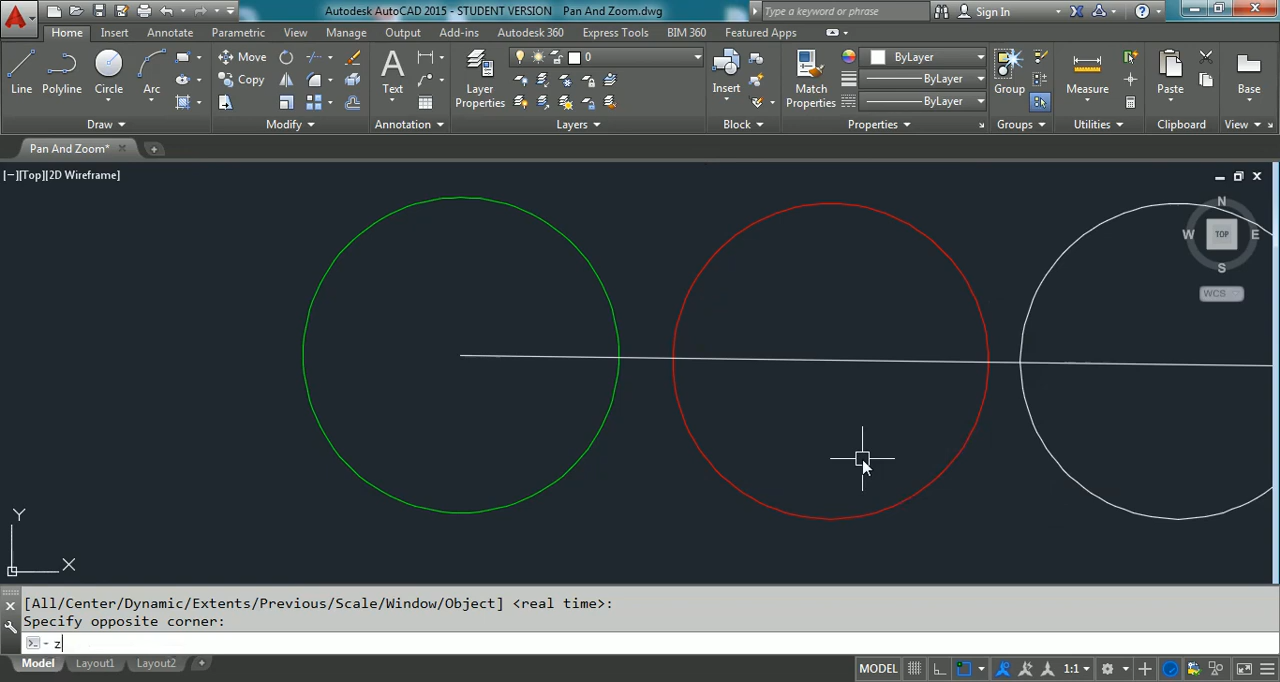 Autodesk AutoCAD 2015 - STUDENT VERSION Pan And Zoom.dwg
Type a keyword or phrase
Sign In
Home Insert Annotate Parametric View Manage Output Add-ins Autodesk 360 Express Tools BIM 360 Featured Apps
Move
Copy
Line Polyline Circle Arc
Text
Layer
Properties
0
Insert
Match
Properties
ByLayer
ByLayer
ByLayer
Group
Measure
Paste
Base
Draw Modify Annotation Layers Block Properties Groups Utilities Clipboard View
Pan And Zoom*
[−][Top][2D Wireframe]
N
W TOP E
S
WCS
Y
X
[All/Center/Dynamic/Extents/Previous/Scale/Window/Object] <real time>:
Specify opposite corner:
z
Model Layout1 Layout2
MODEL 1:1